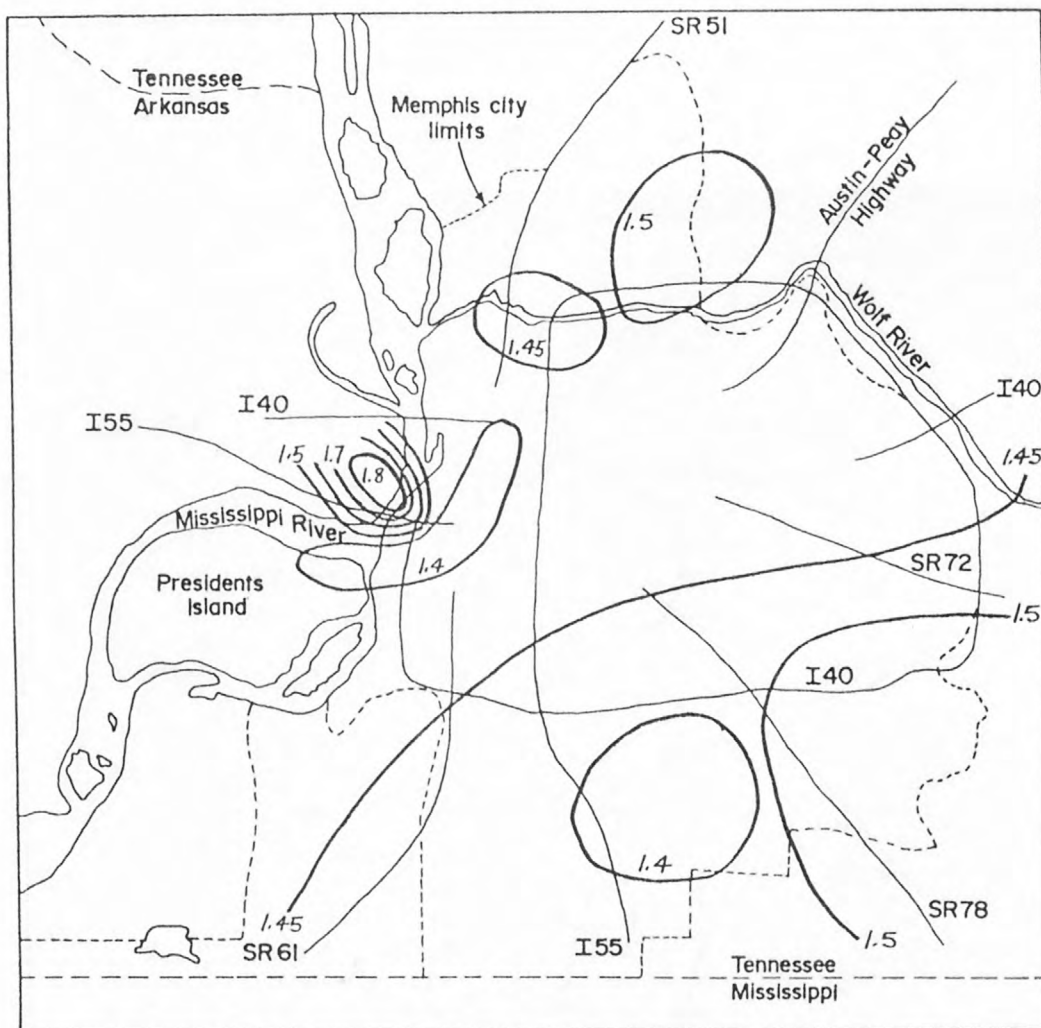 SR 51
Tennessee
Arkansas
Memphis city
limits
Austin-Peay
Highway
1.5
Wolf River
1.45
I40
I40
I55
1.5
1.7
1.8
1.45
Mississippi River
1.4
SR72
Presidents
Island
1.5
I40
1.4
SR78
1.45
SR 61
I55
1.5
Tennessee
Mississippi